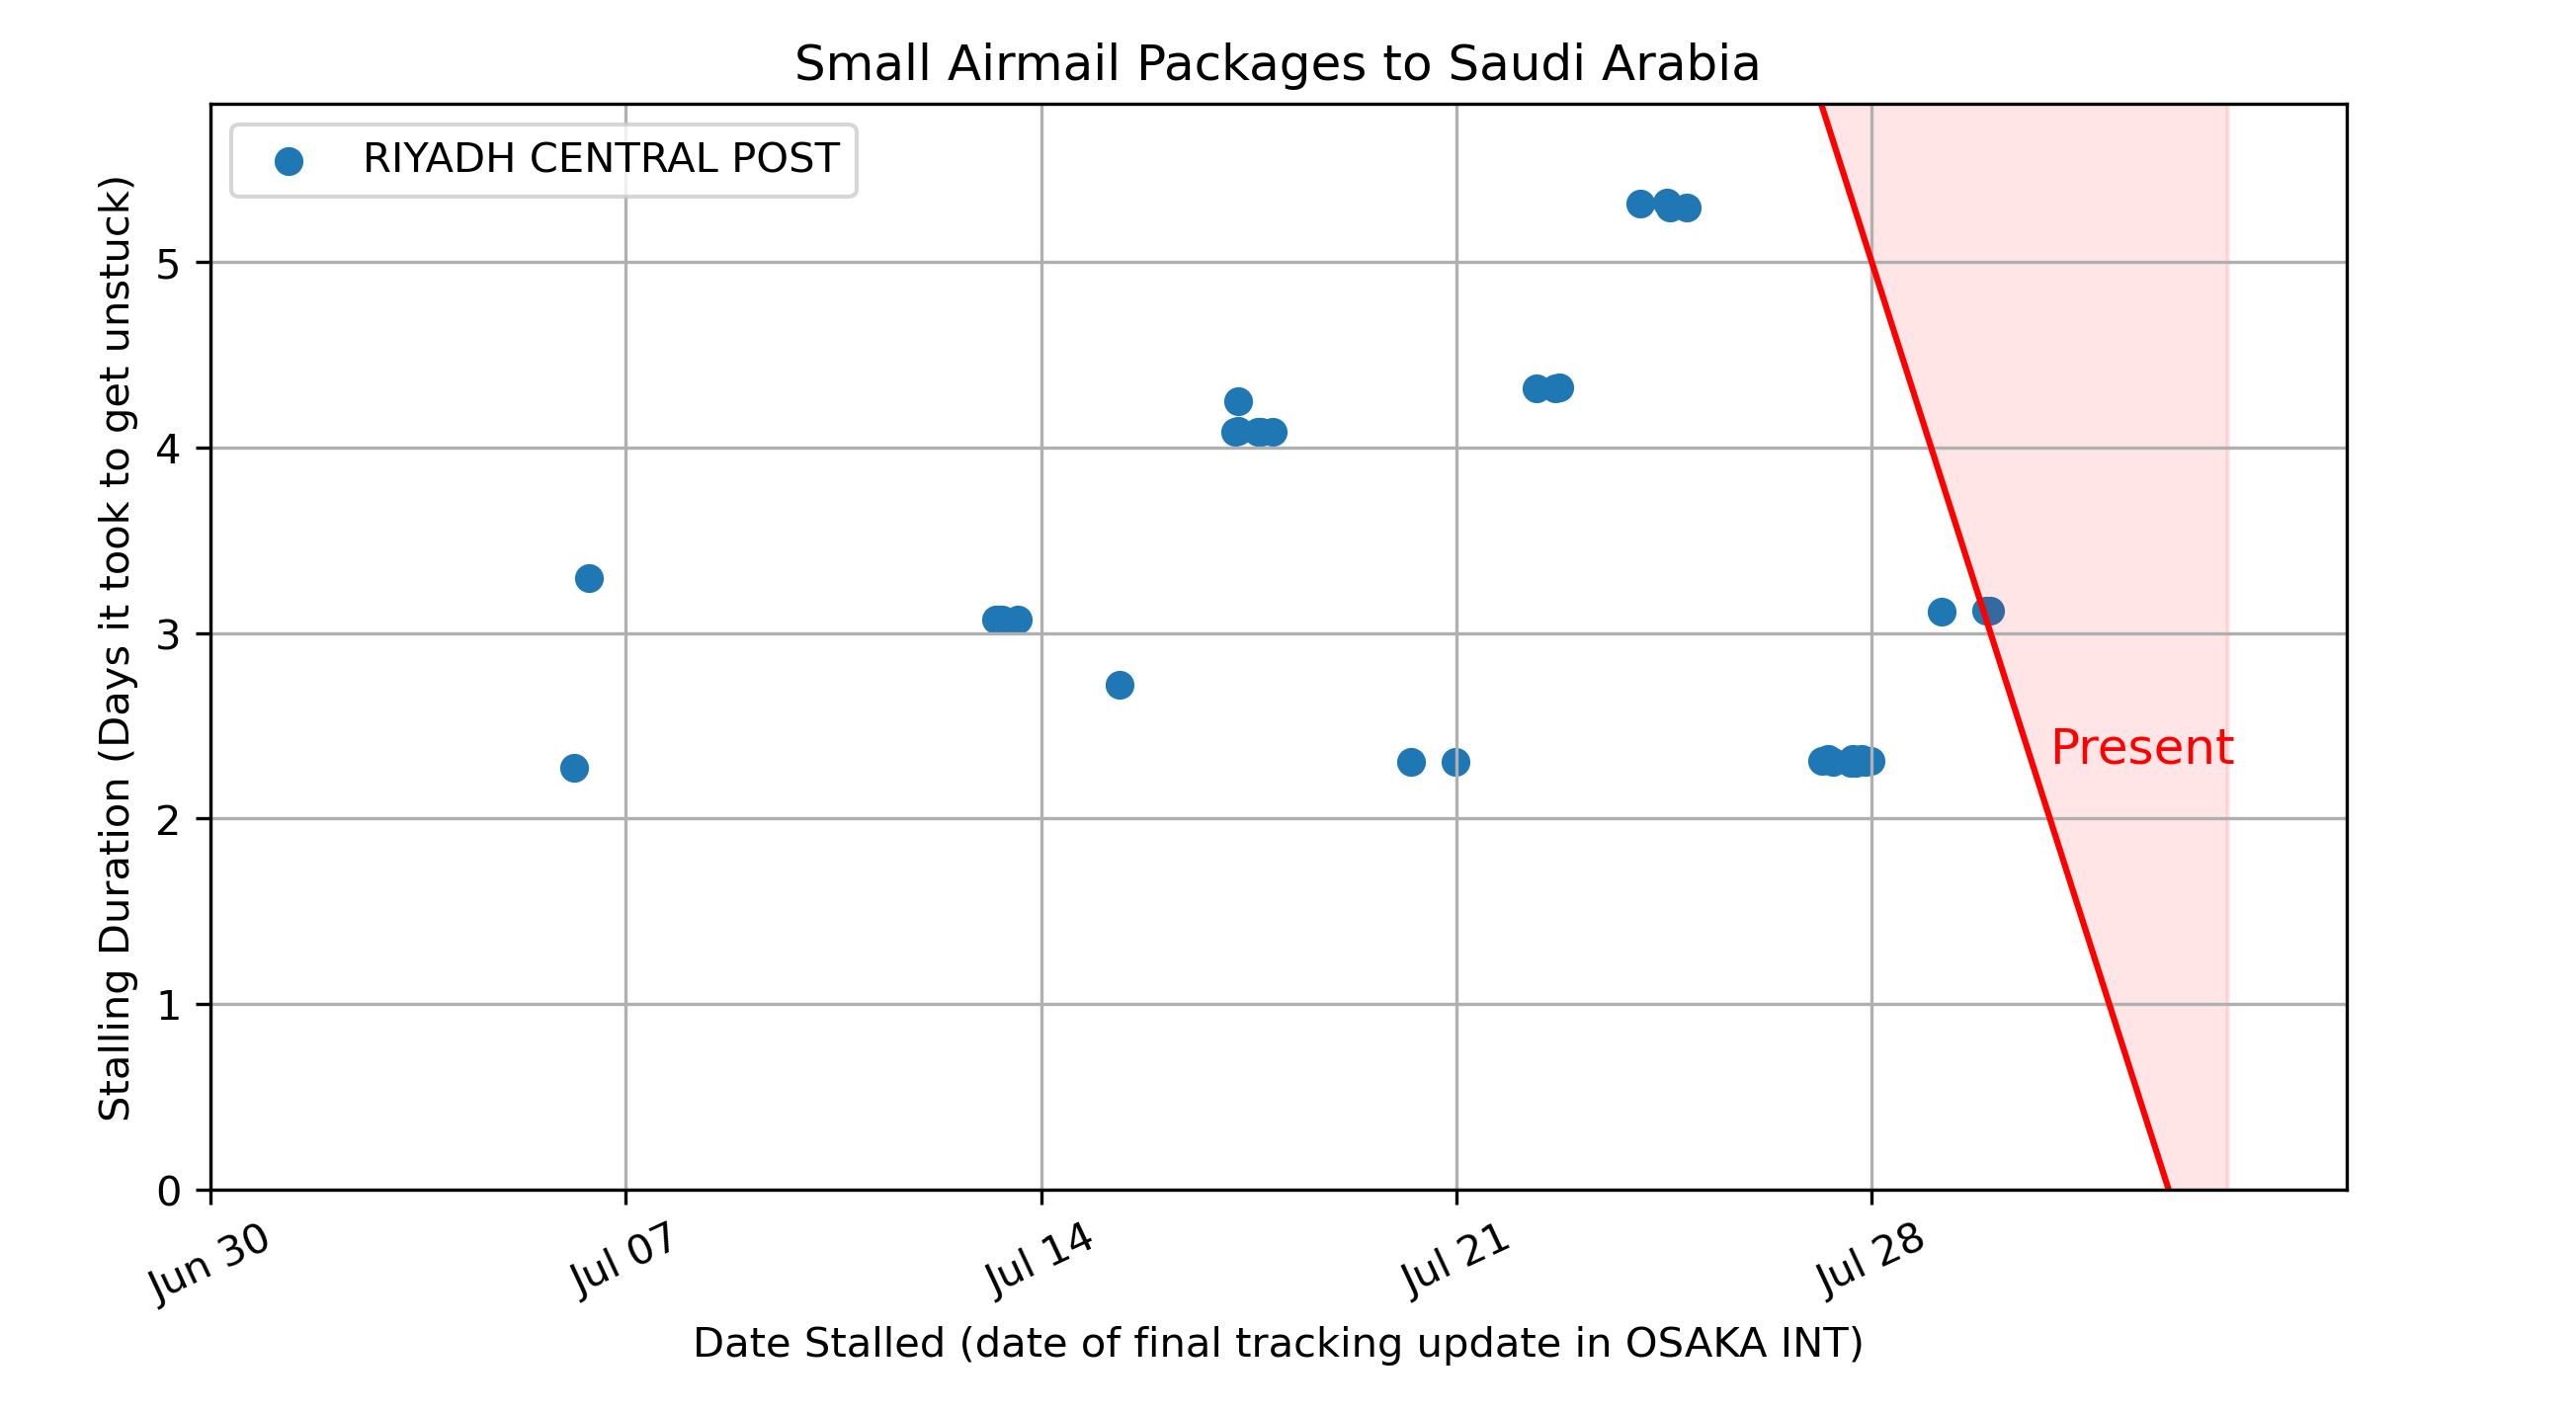 Small Airmail Packages to Saudi Arabia
RIYADH CENTRAL POST
Stalling Duration (Days it took to get unstuck)
5
4
3
2
1
0
Present
Jun 30
Jul 07
Jul 14
Jul 21
Jul 28
Date Stalled (date of final tracking update in OSAKA INT)